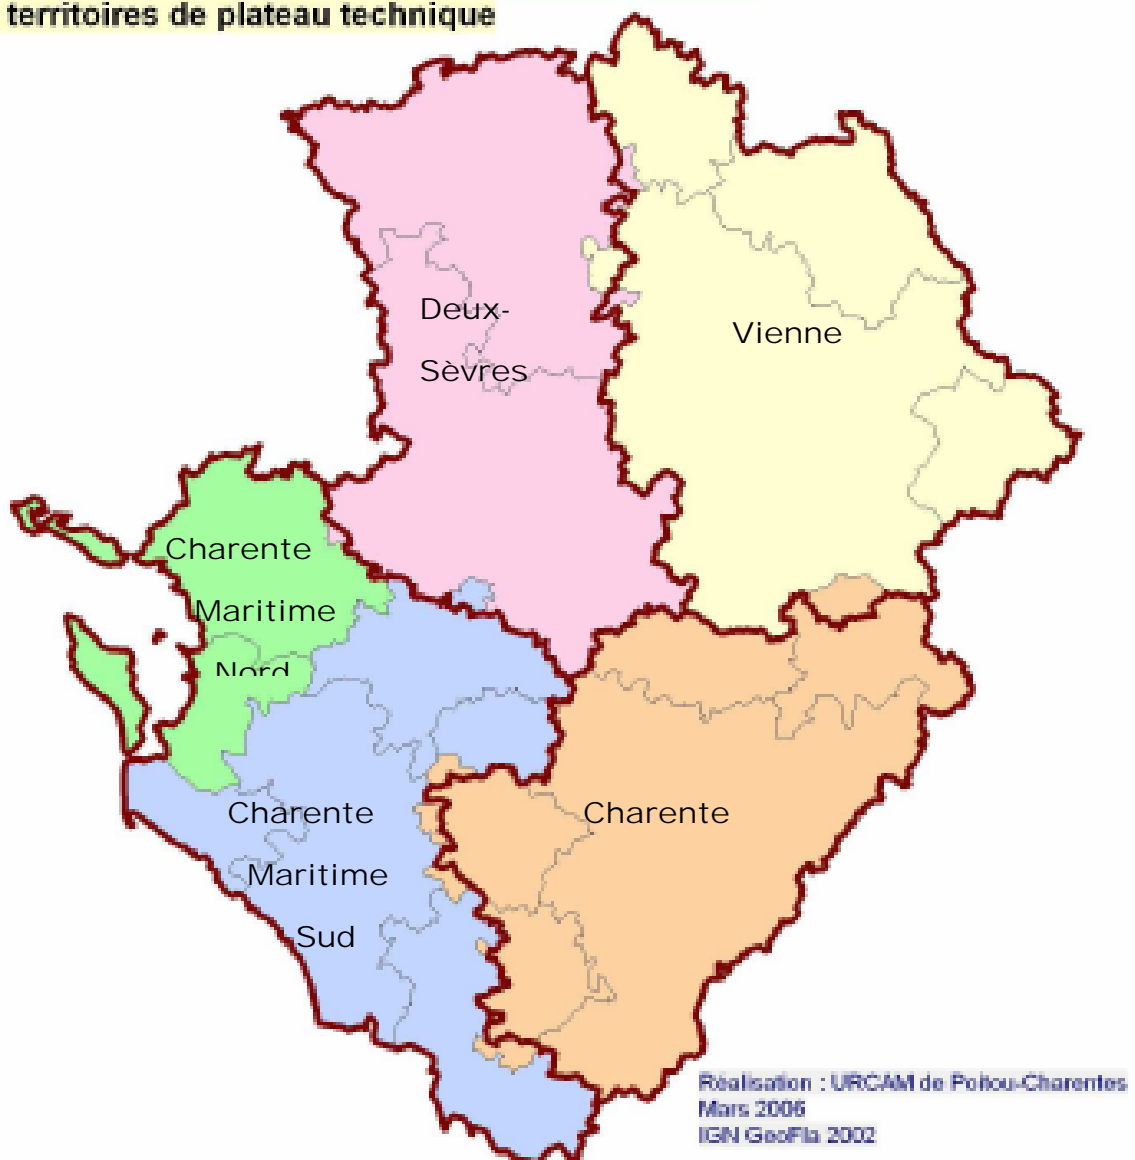 territoires de plateau technique
Deux-
Sèvres
Vienne
Charente
Maritime
Nord
Charente
Maritime
Sud
Charente
Réalisation : URCAM de Poitou-Charentes
Mars 2006
IGN GeoFla 2002